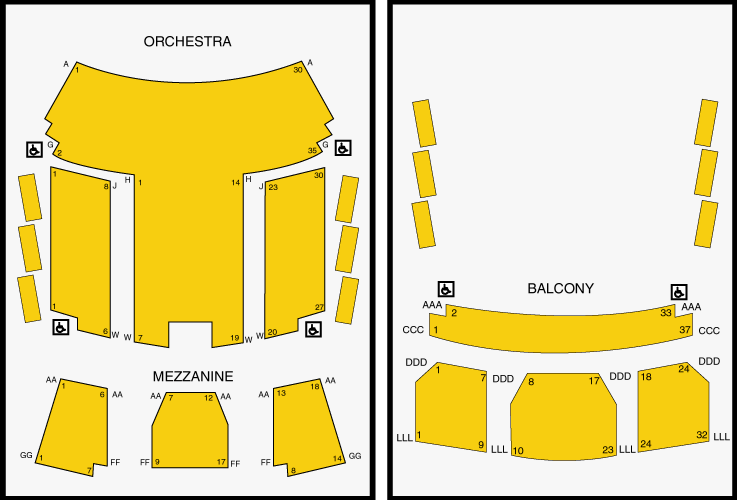 ORCHESTRA
A 1 30 A
G 2 35 G
1 8 J H 1 14 H J 23 30
1 6 W W 7 19 W W 20 27
MEZZANINE
AA 1 6 AA AA 7 12 AA AA 13 18 AA
GG 1 7 FF FF 9 17 FF FF 8 14 GG
BALCONY
AAA 2 33 AAA
CCC 1 37 CCC
DDD 1 7 DDD 8 17 DDD 18 24 DDD
LLL 1 9 LLL 10 23 LLL 24 32 LLL